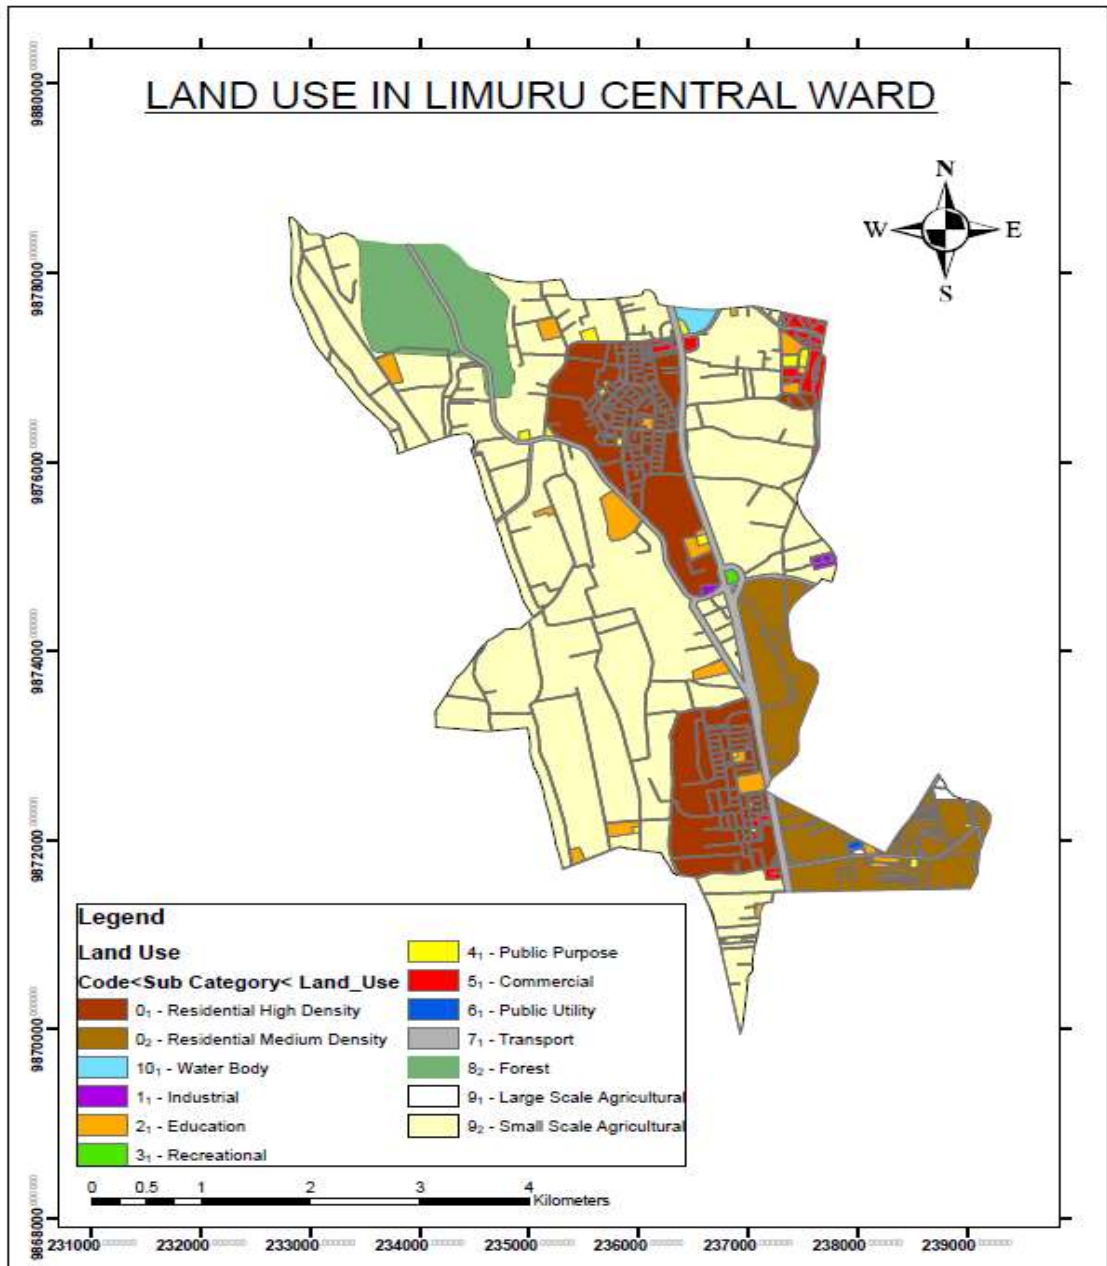 LAND USE IN LIMURU CENTRAL WARD
N
W E
S
9880000
9878000
9876000
9874000
9872000
9870000
9868000
Legend
Land Use
Code<Sub Category< Land_Use
0₁ - Residential High Density
0₂ - Residential Medium Density
10₁ - Water Body
1₁ - Industrial
2₁ - Education
3₁ - Recreational
4₁ - Public Purpose
5₁ - Commercial
6₁ - Public Utility
7₁ - Transport
8₂ - Forest
9₁ - Large Scale Agricultural
9₂ - Small Scale Agricultural
0 0.5 1 2 3 4
Kilometers
231000 232000 233000 234000 235000 236000 237000 238000 239000